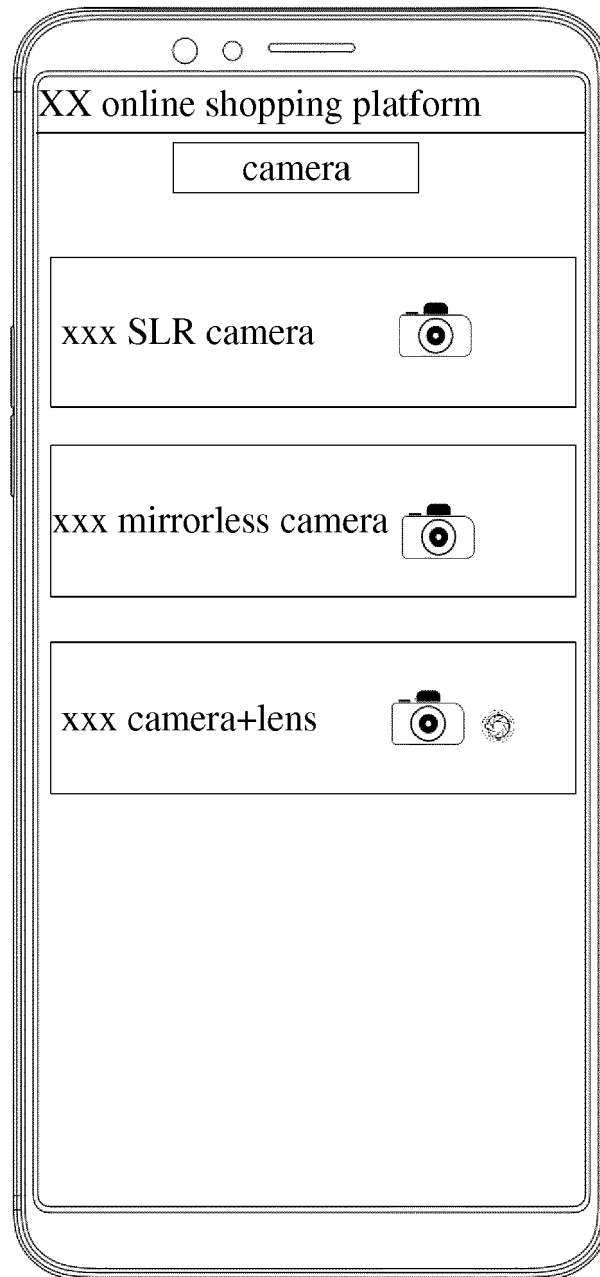 XX online shopping platform
camera
xxx SLR camera
xxx mirrorless camera
xxx camera+lens